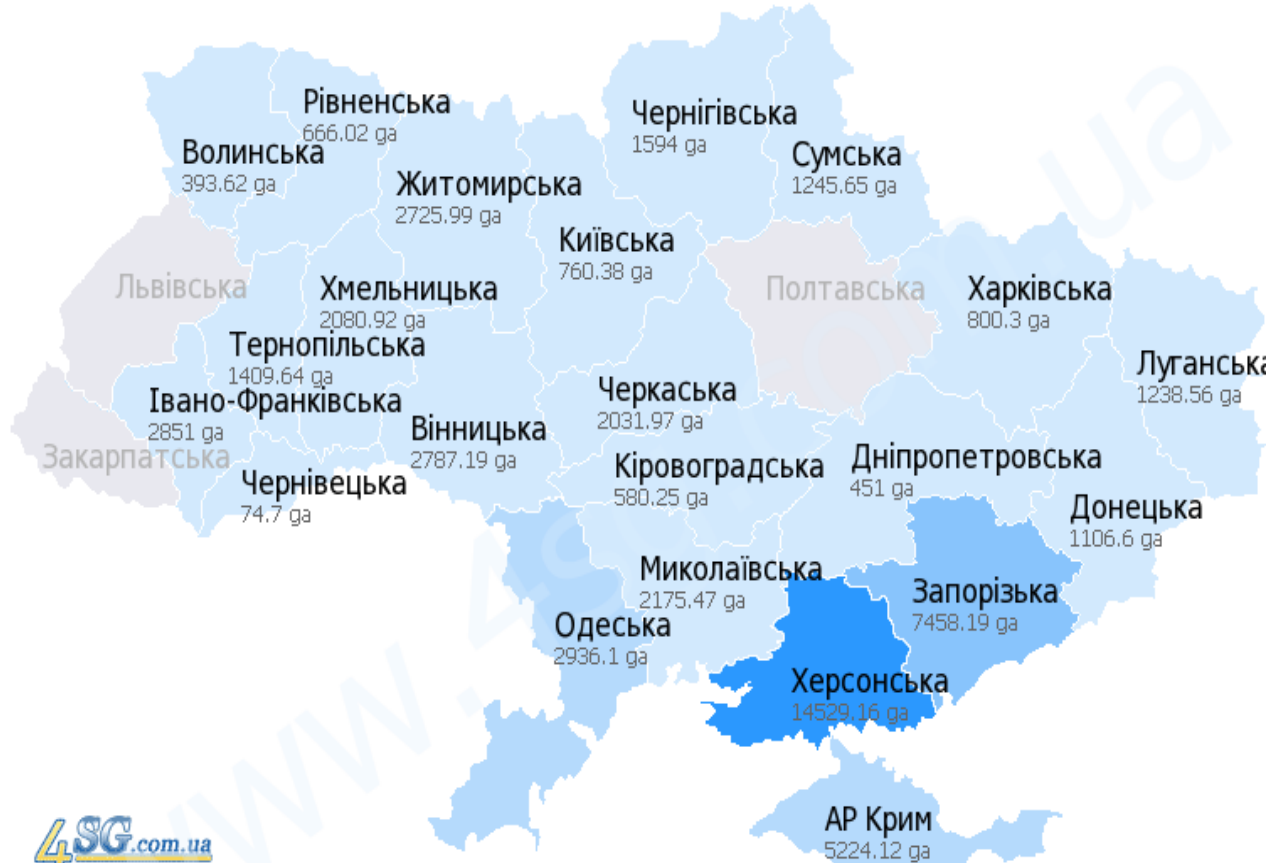 Рівненська
666.02 ga
Чернігівська
1594 ga
Волинська
393.62 ga
Сумська
1245.65 ga
Житомирська
2725.99 ga
Київська
760.38 ga
Львівська
Хмельницька
2080.92 ga
Полтавська
Харківська
800.3 ga
Тернопільська
1409.64 ga
Луганська
1238.56 ga
Івано-Франківська
2851 ga
Черкаська
2031.97 ga
Вінницька
2787.19 ga
Закарпатська
Кіровоградська
580.25 ga
Дніпропетровська
451 ga
Чернівецька
74.7 ga
Донецька
1106.6 ga
Миколаївська
2175.47 ga
Запорізька
7458.19 ga
Одеська
2936.1 ga
Херсонська
14529.16 ga
АР Крим
5224.12 ga
4SG.com.ua